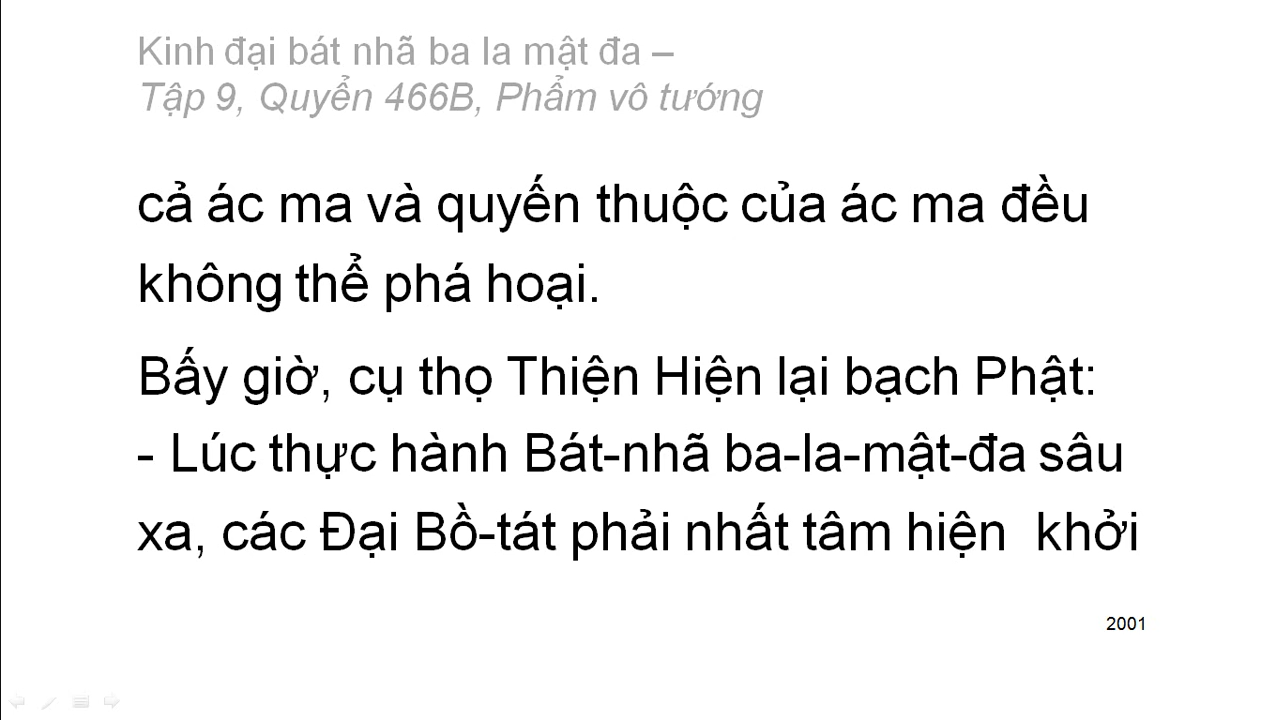 Kinh đại bát nhã ba la mật đa –
Tập 9, Quyển 466B, Phẩm vô tướng
cả ác ma và quyến thuộc của ác ma đều
không thể phá hoại.
Bấy giờ, cụ thọ Thiện Hiện lại bạch Phật:
- Lúc thực hành Bát-nhã ba-la-mật-đa sâu
xa, các Đại Bồ-tát phải nhất tâm hiện  khởi
2001